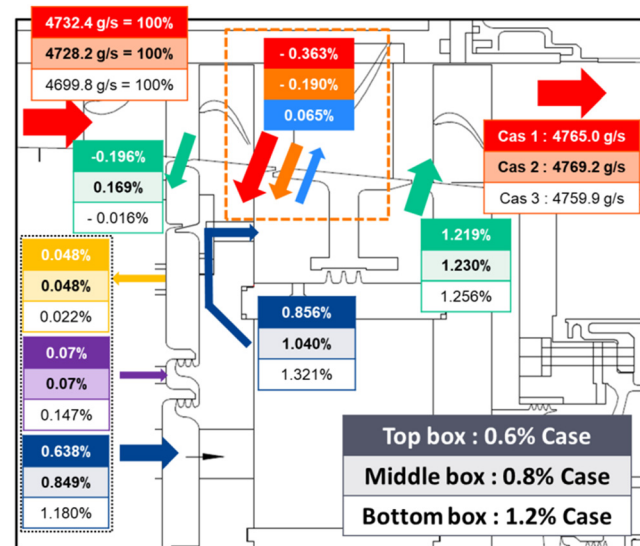 4732.4 g/s = 100%
4728.2 g/s = 100%
4699.8 g/s = 100%
- 0.363%
- 0.190%
0.065%
Cas 1 : 4765.0 g/s
Cas 2 : 4769.2 g/s
Cas 3 : 4759.9 g/s
-0.196%
0.169%
- 0.016%
1.219%
1.230%
1.256%
0.048%
0.048%
0.022%
0.856%
1.040%
1.321%
0.07%
0.07%
0.147%
0.638%
0.849%
1.180%
Top box : 0.6% Case
Middle box : 0.8% Case
Bottom box : 1.2% Case